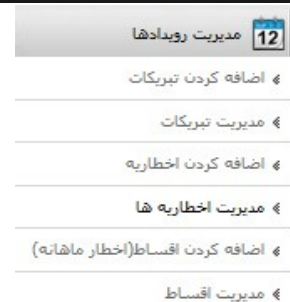 12 مدیریت رویدادها
» اضافه کردن تبریکات
» مدیریت تبریکات
» اضافه کردن اخطاریه
» مدیریت اخطاریه ها
» اضافه کردن اقساط(اخطار ماهانه)
» مدیریت اقساط